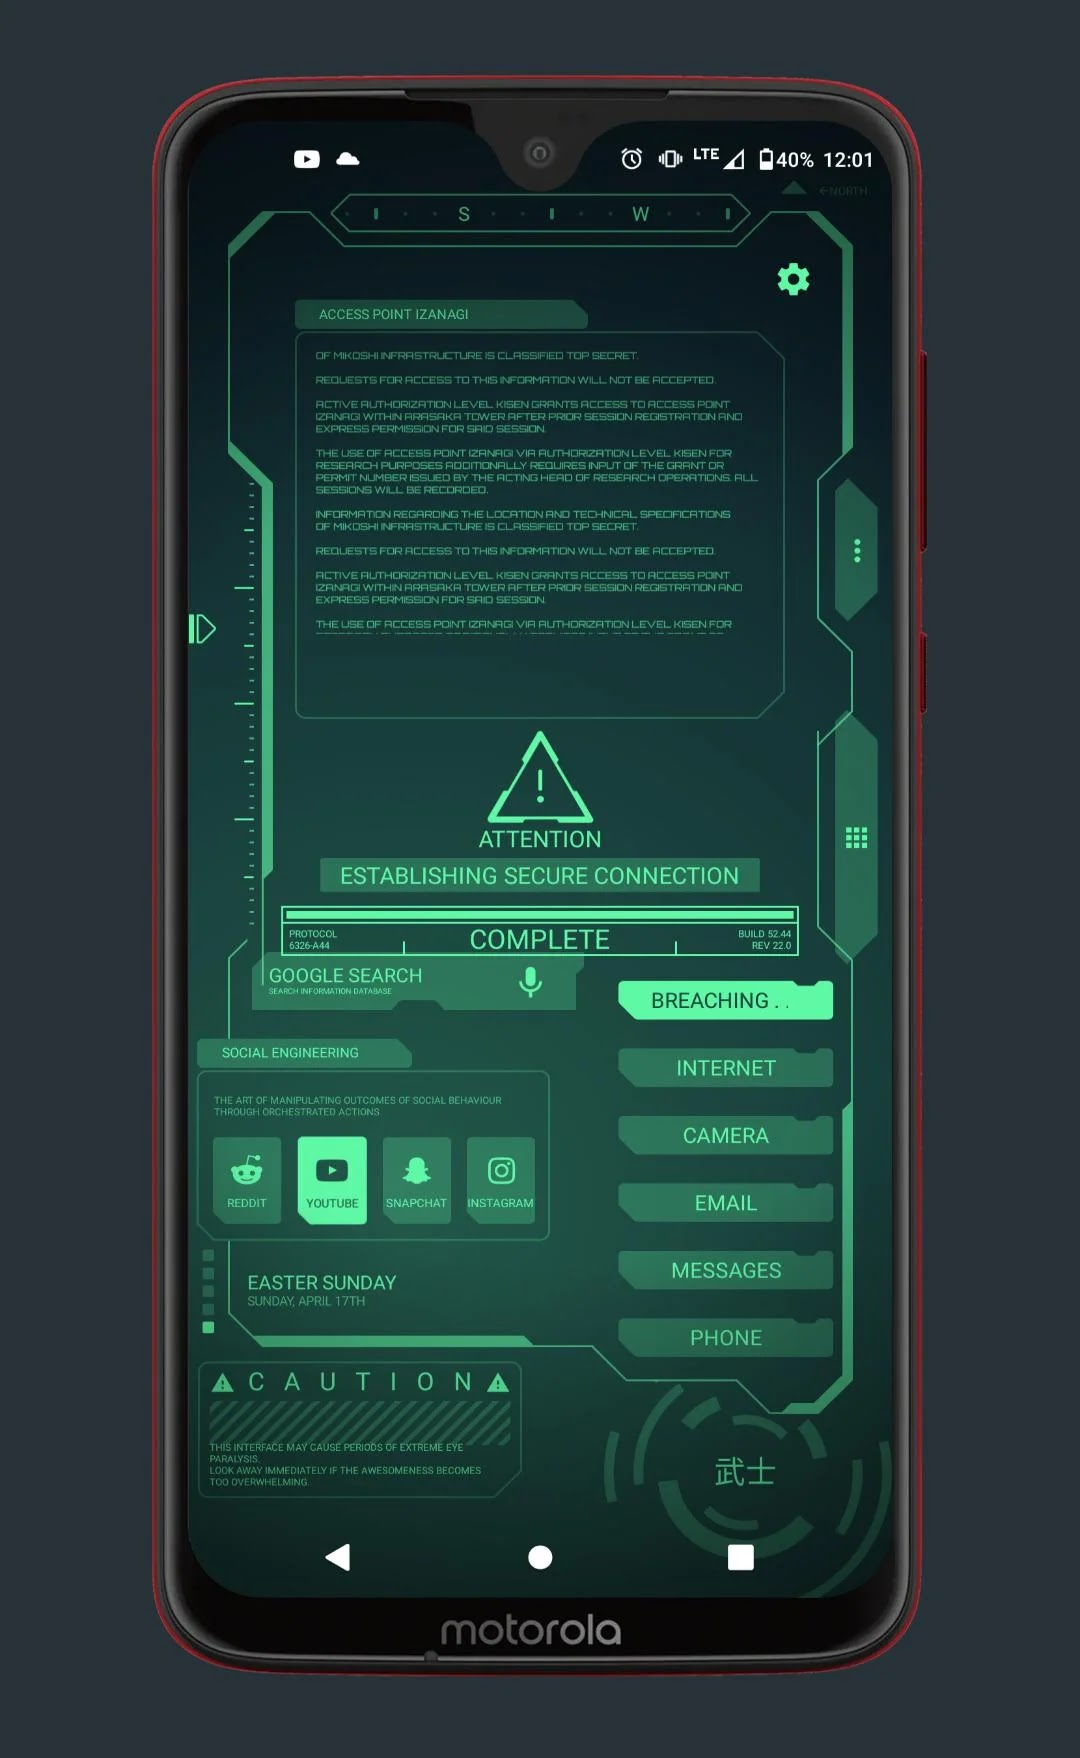 LTE 40% 12:01
←NORTH
S W
ACCESS POINT IZANAGI
OF MIKOSHI INFRASTRUCTURE IS CLASSIFIED TOP SECRET.
REQUESTS FOR ACCESS TO THIS INFORMATION WILL NOT BE ACCEPTED.
ACTIVE AUTHORIZATION LEVEL KISEN GRANTS ACCESS TO ACCESS POINT
IZANAGI WITHIN ARASAKA TOWER AFTER PRIOR SESSION REGISTRATION AND
EXPRESS PERMISSION FOR SAID SESSION.
THE USE OF ACCESS POINT IZANAGI VIA AUTHORIZATION LEVEL KISEN FOR
RESEARCH PURPOSES ADDITIONALLY REQUIRES INPUT OF THE GRANT OR
PERMIT NUMBER ISSUED BY THE ACTING HEAD OF RESEARCH OPERATIONS. ALL
SESSIONS WILL BE RECORDED.
INFORMATION REGARDING THE LOCATION AND TECHNICAL SPECIFICATIONS
OF MIKOSHI INFRASTRUCTURE IS CLASSIFIED TOP SECRET.
REQUESTS FOR ACCESS TO THIS INFORMATION WILL NOT BE ACCEPTED.
ACTIVE AUTHORIZATION LEVEL KISEN GRANTS ACCESS TO ACCESS POINT
IZANAGI WITHIN ARASAKA TOWER AFTER PRIOR SESSION REGISTRATION AND
EXPRESS PERMISSION FOR SAID SESSION.
THE USE OF ACCESS POINT IZANAGI VIA AUTHORIZATION LEVEL KISEN FOR
ATTENTION
ESTABLISHING SECURE CONNECTION
PROTOCOL
6326-A44
COMPLETE
BUILD 52.44
REV 22.0
GOOGLE SEARCH
SEARCH INFORMATION DATABASE
BREACHING . .
INTERNET
CAMERA
EMAIL
MESSAGES
PHONE
SOCIAL ENGINEERING
THE ART OF MANIPULATING OUTCOMES OF SOCIAL BEHAVIOUR
THROUGH ORCHESTRATED ACTIONS
REDDIT YOUTUBE SNAPCHAT INSTAGRAM
EASTER SUNDAY
SUNDAY, APRIL 17TH
CAUTION
THIS INTERFACE MAY CAUSE PERIODS OF EXTREME EYE
PARALYSIS.
LOOK AWAY IMMEDIATELY IF THE AWESOMENESS BECOMES
TOO OVERWHELMING.
武士
motorola